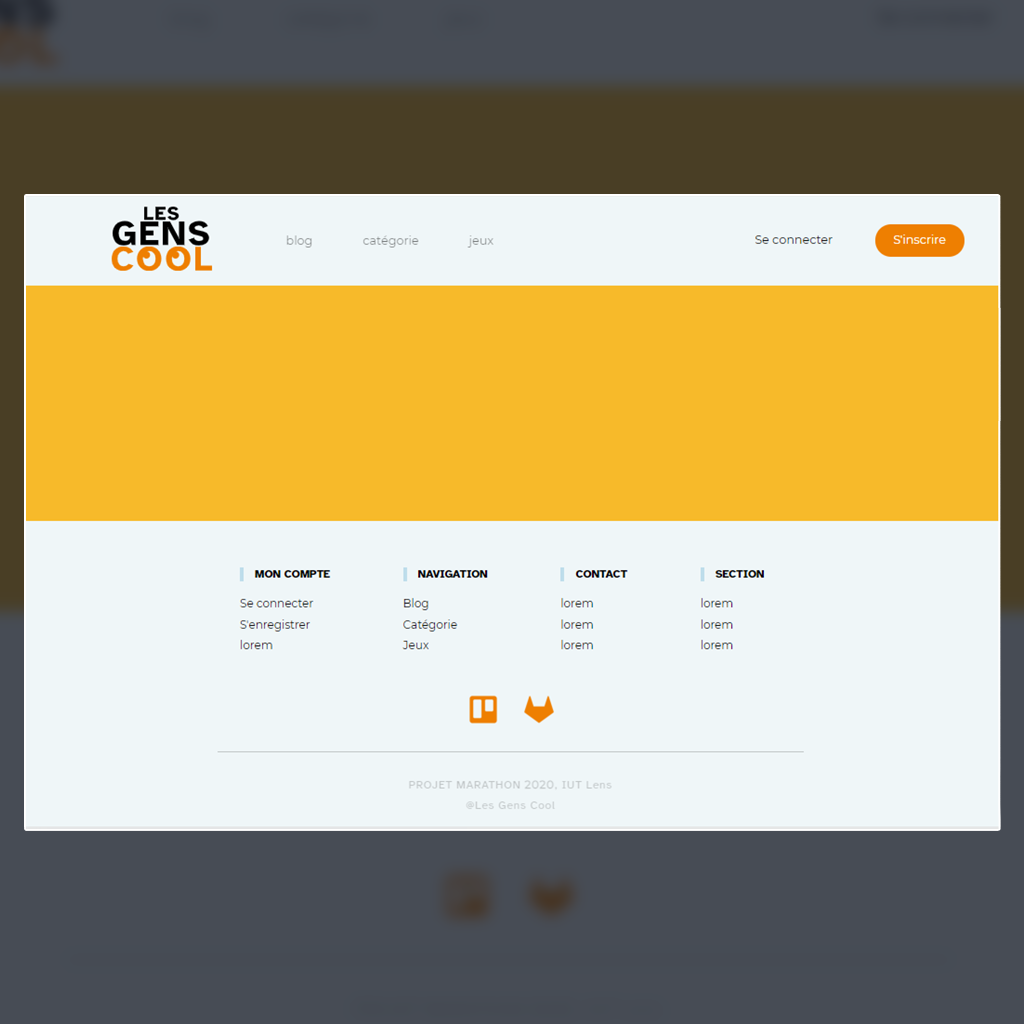 LES
GENS
COOL
blog catégorie jeux Se connecter S'inscrire
MON COMPTE NAVIGATION CONTACT SECTION
Se connecter Blog lorem lorem
S'enregistrer Catégorie lorem lorem
lorem Jeux lorem lorem
PROJET MARATHON 2020, IUT Lens
@Les Gens Cool